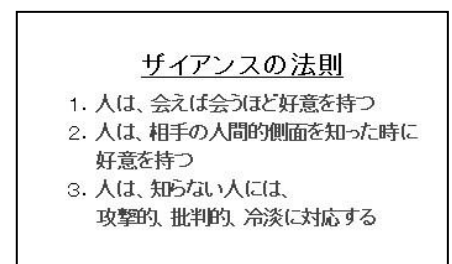 ザイアンスの法則
1. 人は、会えば会うほど好意を持つ
2. 人は、相手の人間的側面を知った時に
好意を持つ
3. 人は、知らない人には、
攻撃的、批判的、冷淡に対応する